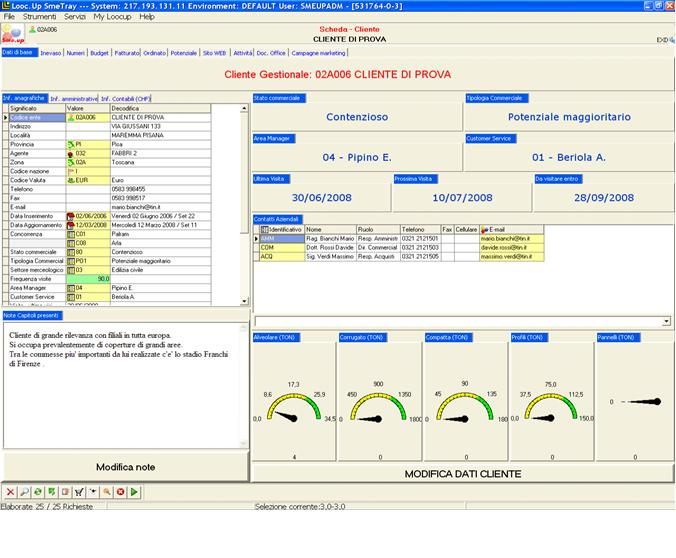 Looc.Up SmeTray --- System: 217.193.131.11 Environment: DEFAULT User: SMEUPADM - [531764-0-3]
File Strumenti Servizi My Loocup Help
Sme.up
02A006
Scheda - Cliente
CLIENTE DI PROVA
EXD
Dati di base Inevaso Numeri Budget Fatturato Ordinato Potenziale Sito WEB Attività Doc. Office Campagne marketing
Cliente Gestionale: 02A006 CLIENTE DI PROVA
Inf. anagrafiche Inf. amministrative Inf. Contabili (CHF)
Significato Valore Decodifica
Codice ente 02A006 CLIENTE DI PROVA
Indirizzo VIA GIUSSANI 133
Località MAREMMA PISANA
Provincia PI Pisa
Agente 032 FABBRI 2
Zona 02A Toscana
Codice nazione I
Codice Valuta EUR Euro
Telefono 0583 998455
Fax 0583 998517
E-mail mario.bianchi@tin.it
Data Inserimento 02/06/2006 Venerdì 02 Giugno 2006 / Set 22
Data Aggiornamento 12/03/2008 Mercoledì 12 Marzo 2008 / Set 11
Concorrenza C01 Pakam
C08 Arla
Stato commerciale 80 Contenzioso
Tipologia Commercial P01 Potenziale maggioritario
Settore merceologico 03 Edilizia civile
Frequenza visite 90,0
Area Manager 04 Pipino E.
Customer Service 01 Beriola A.
Stato commerciale
Contenzioso
Tipologia Commerciale
Potenziale maggioritario
Area Manager
04 - Pipino E.
Customer Service
01 - Beriola A.
Ultima Visita
30/06/2008
Prossima Visita
10/07/2008
Da visitare entro
28/09/2008
Contatti Aziendali
Identificativo Nome Ruolo Telefono Fax Cellulare E-Mail
AMM Rag. Bianchi Mario Resp. Amministr 0321 2121501 mario.bianchi@tin.it
COM Dott. Rossi Davide Dir. Commercial 0321 2121503 davide.rossi@tin.it
ACQ Sig. Verdi Massimo Resp. Acquisti 0321 2121505 massimo.verdi@tin.it
Note Capitoli presenti
Cliente di grande rilevanza con filiali in tutta europa.
Si occupa prevalentemente di coperture di grandi aree.
Tra le commesse piu' importanti da lui realizzate c'e' lo stadio Franchi
di Firenze .
Modifica note
Alveolare (TON)
17,3
8,6 25,9
0,0 34,5
4
Corrugato (TON)
900
450 1350
0 1800
0
Compatta (TON)
90
45 135
0 180
0
Profili (TON)
75,0
37,5 112,5
0,0 150,0
0
Pannelli (TON)
0
0
MODIFICA DATI CLIENTE
Elaborate 25 / 25 Richieste
Selezione corrente:3,0-3,0